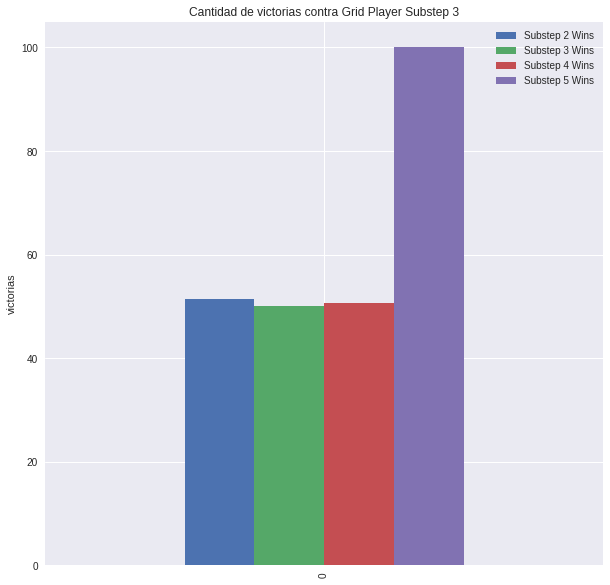 Cantidad de victorias contra Grid Player Substep 3
Substep 2 Wins
Substep 3 Wins
Substep 4 Wins
Substep 5 Wins
100
80
60
40
20
0
victorias
0